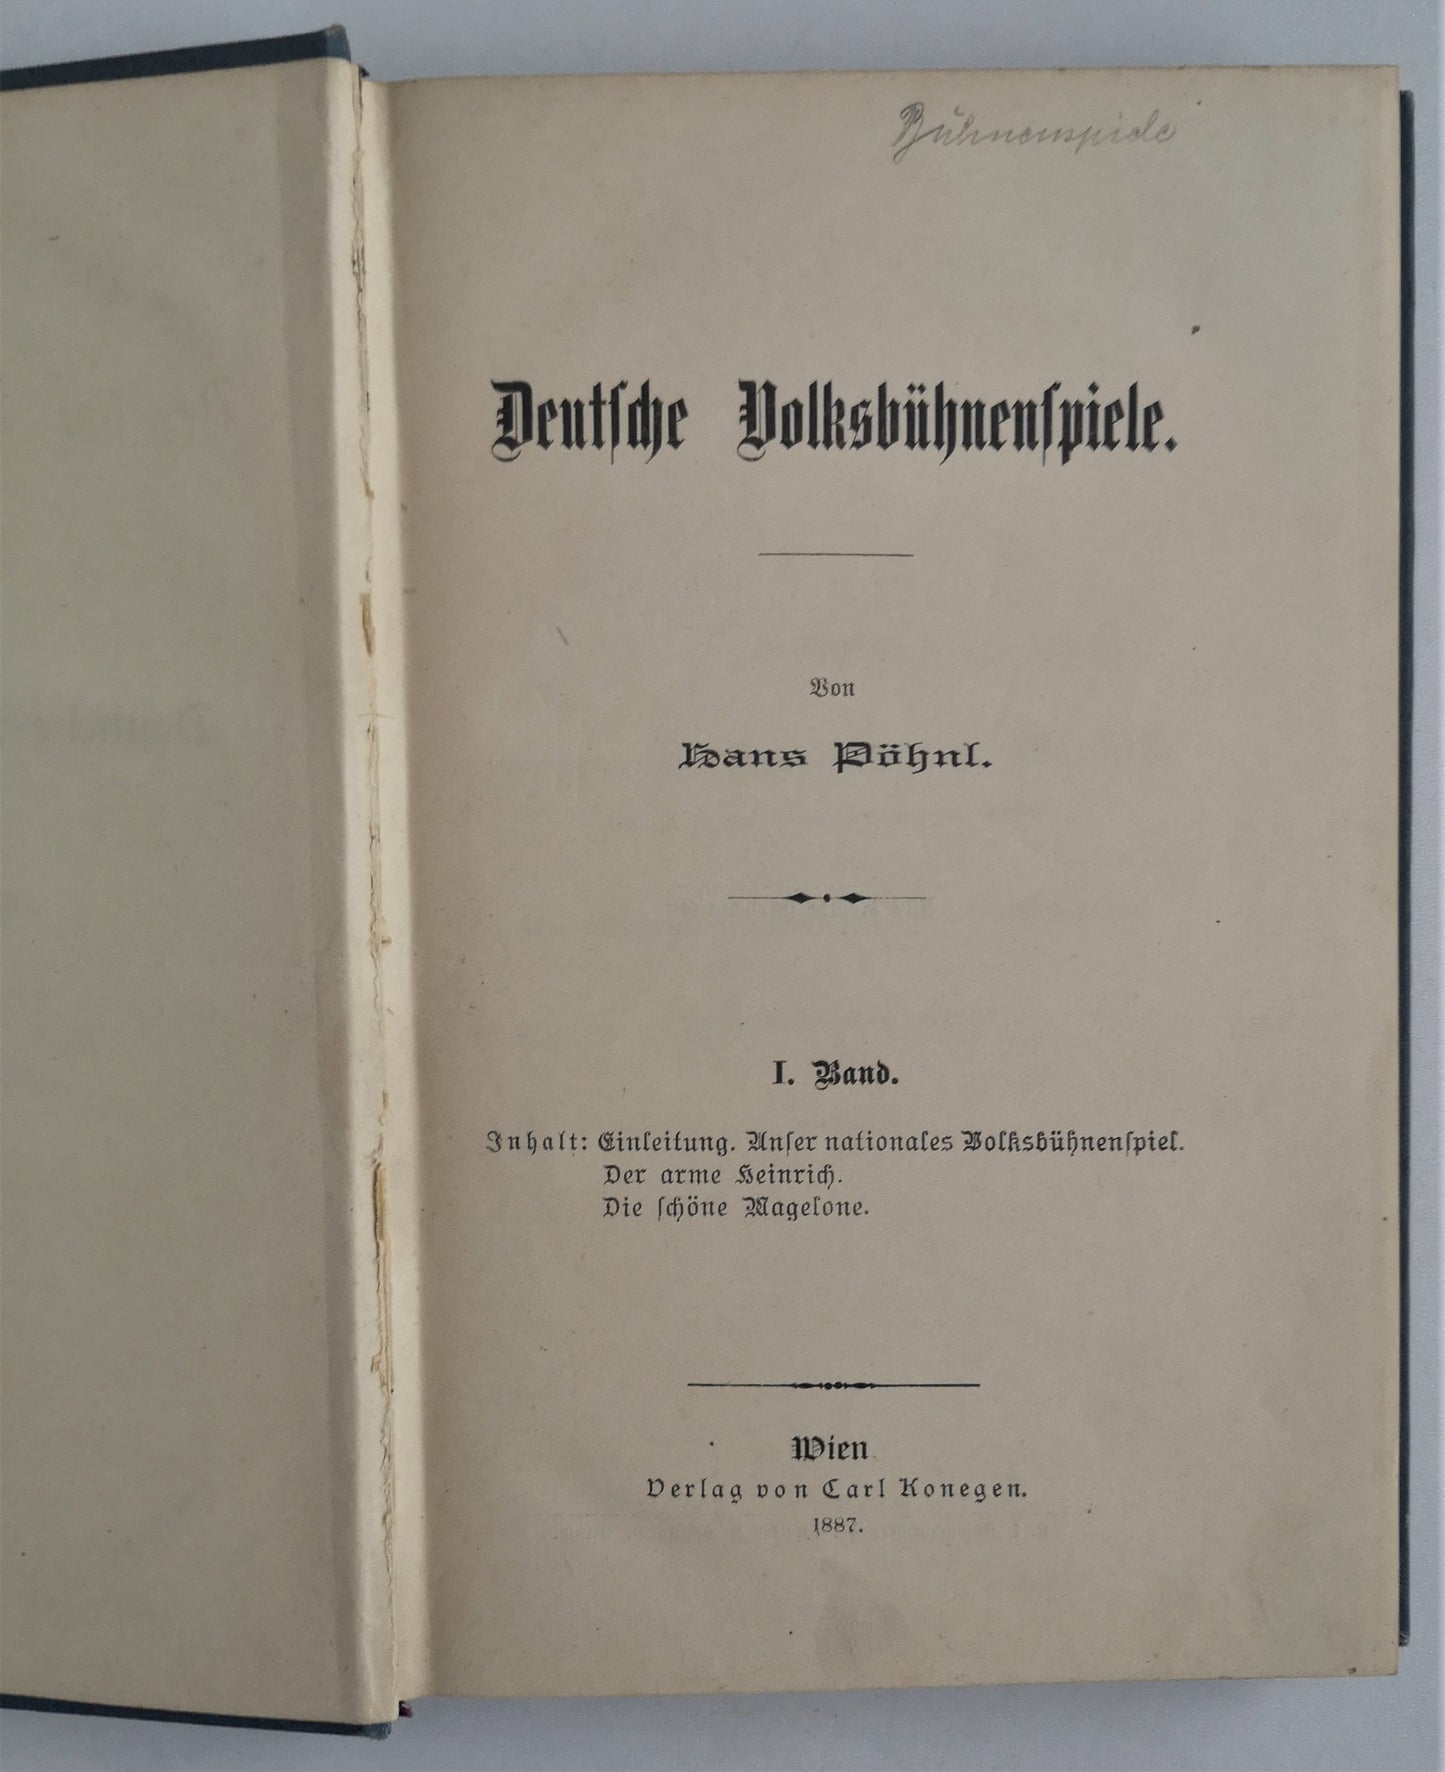 Bühnenspiele
Deutſche Volksbühnenſpiele.
Von
Hans Pöhnl.
I. Band.
Inhalt: Einleitung. Unſer nationales Volksbühnenſpiel.
Der arme Heinrich.
Die ſchöne Magelone.
Wien
Verlag von Carl Konegen.
1887.